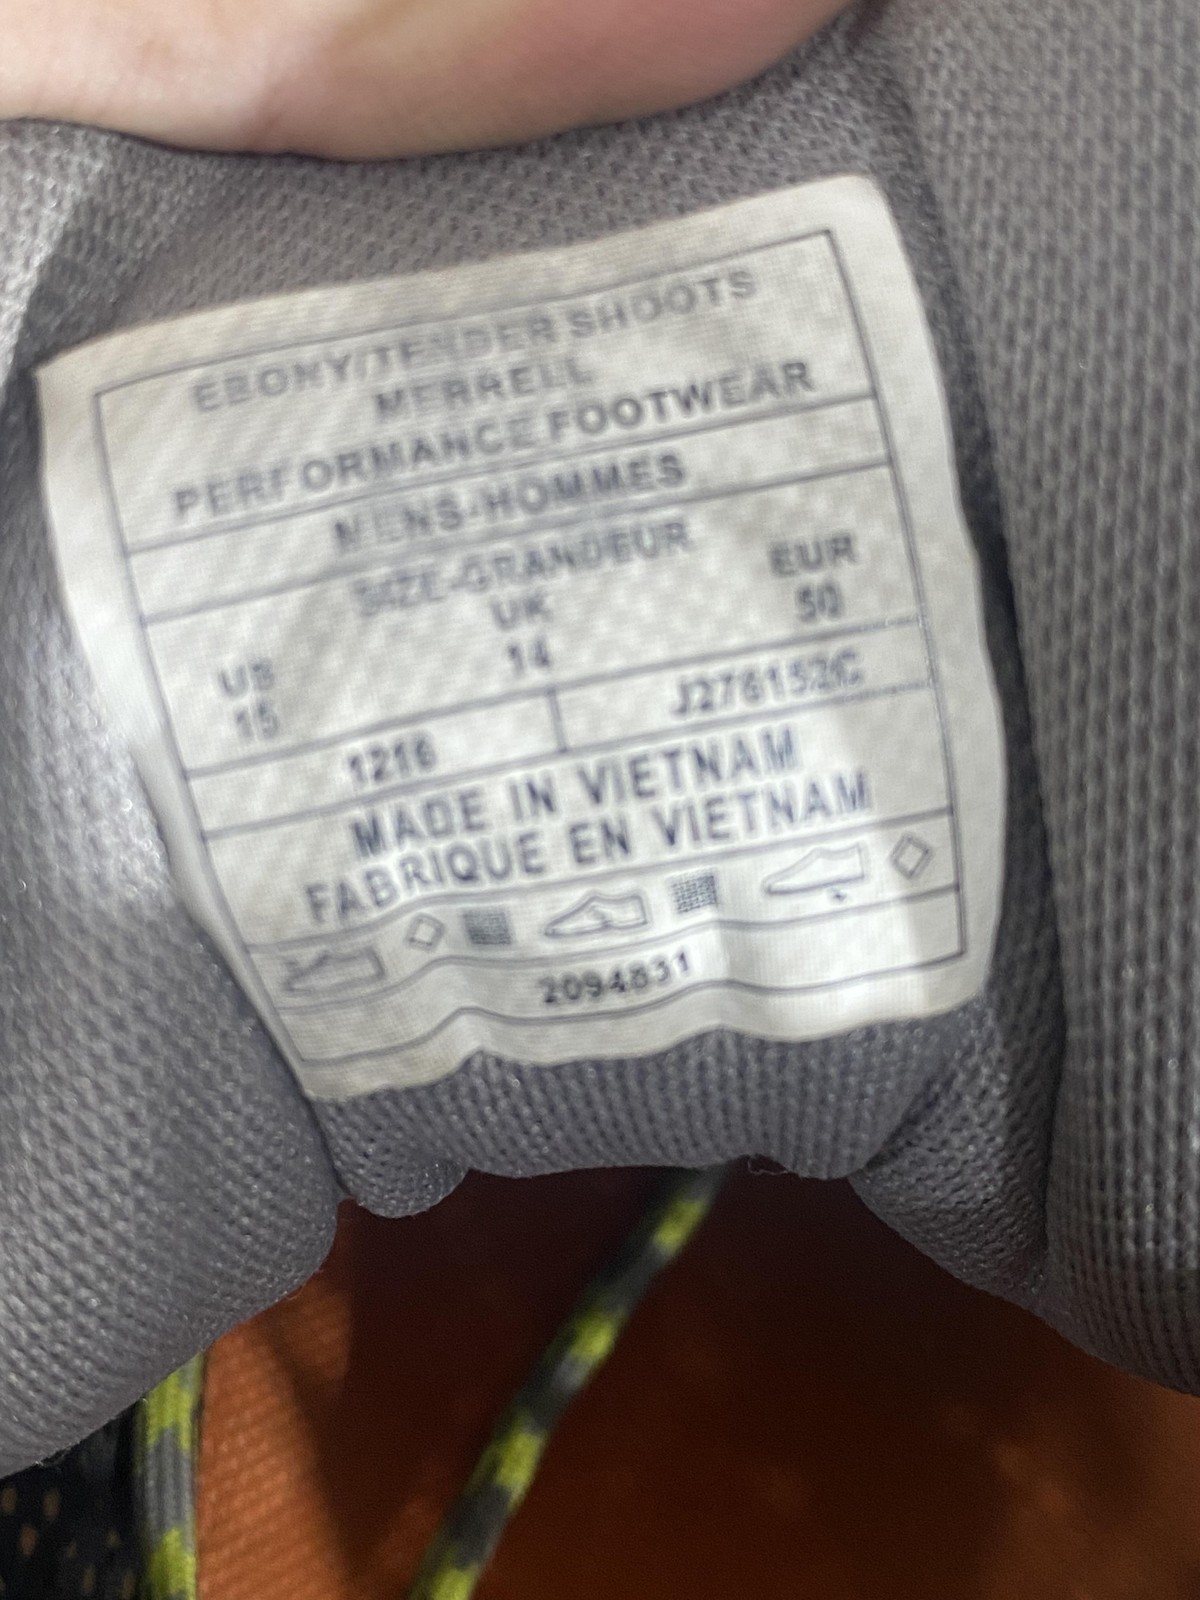 EBONY/TENDER SHOOTS
MERRELL
PERFORMANCE FOOTWEAR
MENS-HOMMES
SIZE-GRANDEUR
US UK EUR
15 14 50
1216 J276152C
MADE IN VIETNAM
FABRIQUE EN VIETNAM
2094831